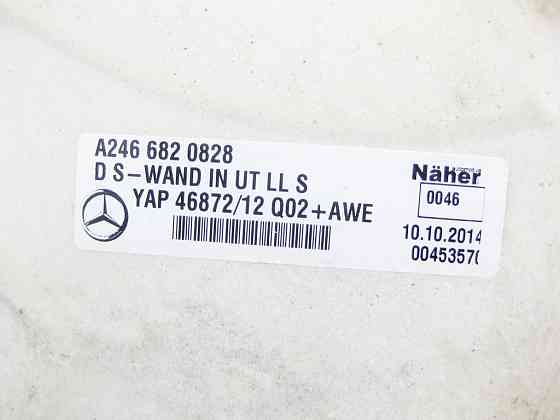 A246 682 0828
D S-WAND IN UT LL S
YAP 46872/12 Q02+AWE
Näher
0046
10.10.2014
0045357